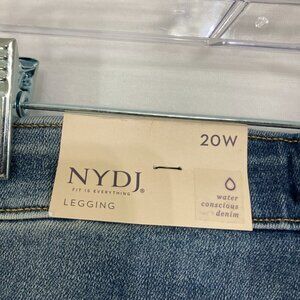 20W
NYDJ®
FIT IS EVERYTHING
LEGGING
water
conscious
denim